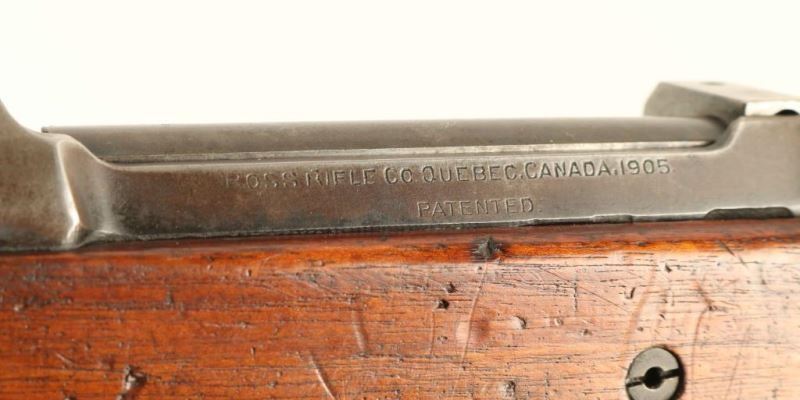 ROSS RIFLE CO. QUEBEC. CANADA. 1905
PATENTED.